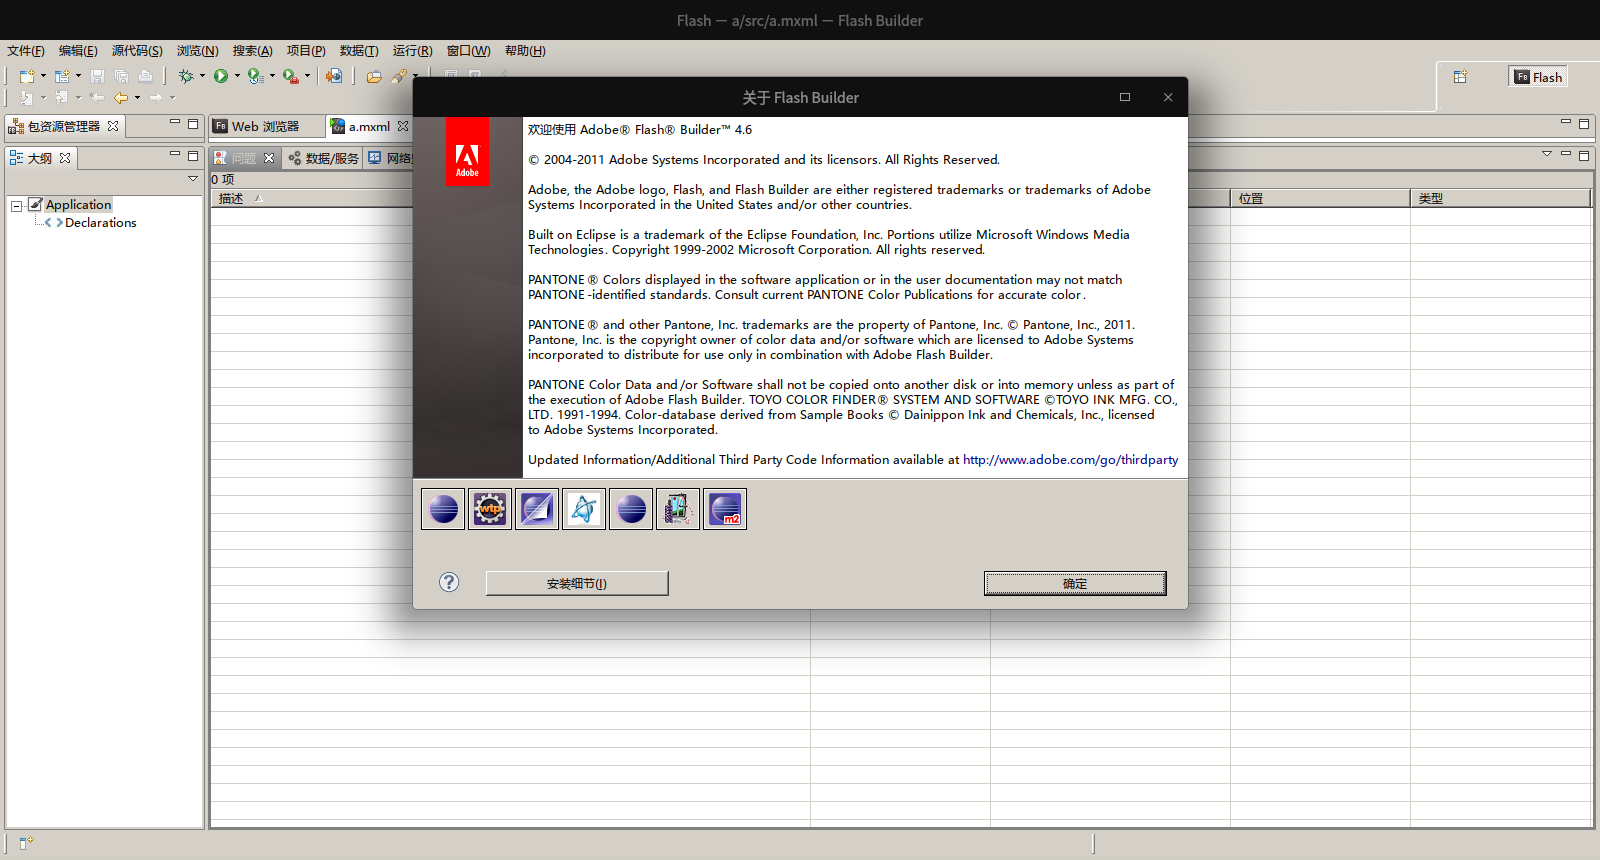 Flash — a/src/a.mxml — Flash Builder
文件(F) 编辑(E) 源代码(S) 浏览(N) 搜索(A) 项目(P) 数据(T) 运行(R) 窗口(W) 帮助(H)
Flash
包资源管理器
Web 浏览器
a.mxml
大纲
Application
Declarations
问题
数据/服务
网络
0 项
描述
位置
类型
关于 Flash Builder
Adobe
欢迎使用 Adobe® Flash® Builder™ 4.6
© 2004-2011 Adobe Systems Incorporated and its licensors. All Rights Reserved.
Adobe, the Adobe logo, Flash, and Flash Builder are either registered trademarks or trademarks of Adobe
Systems Incorporated in the United States and/or other countries.
Built on Eclipse is a trademark of the Eclipse Foundation, Inc. Portions utilize Microsoft Windows Media
Technologies. Copyright 1999-2002 Microsoft Corporation. All rights reserved.
PANTONE® Colors displayed in the software application or in the user documentation may not match
PANTONE-identified standards. Consult current PANTONE Color Publications for accurate color.
PANTONE® and other Pantone, Inc. trademarks are the property of Pantone, Inc. © Pantone, Inc., 2011.
Pantone, Inc. is the copyright owner of color data and/or software which are licensed to Adobe Systems
incorporated to distribute for use only in combination with Adobe Flash Builder.
PANTONE Color Data and/or Software shall not be copied onto another disk or into memory unless as part of
the execution of Adobe Flash Builder. TOYO COLOR FINDER® SYSTEM AND SOFTWARE ©TOYO INK MFG. CO.,
LTD. 1991-1994. Color-database derived from Sample Books © Dainippon Ink and Chemicals, Inc., licensed
to Adobe Systems Incorporated.
Updated Information/Additional Third Party Code Information available at http://www.adobe.com/go/thirdparty
wtp
m2
安装细节(I)
确定